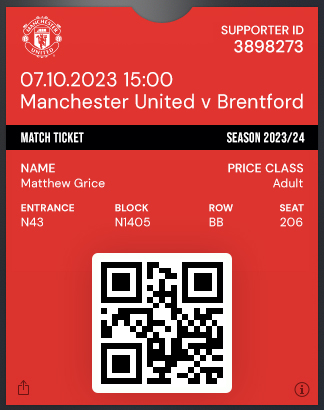 MANCHESTER
UNITED
SUPPORTER ID
3898273
07.10.2023 15:00
Manchester United v Brentford
MATCH TICKET SEASON 2023/24
NAME PRICE CLASS
Matthew Grice Adult
ENTRANCE BLOCK ROW SEAT
N43 N1405 BB 206